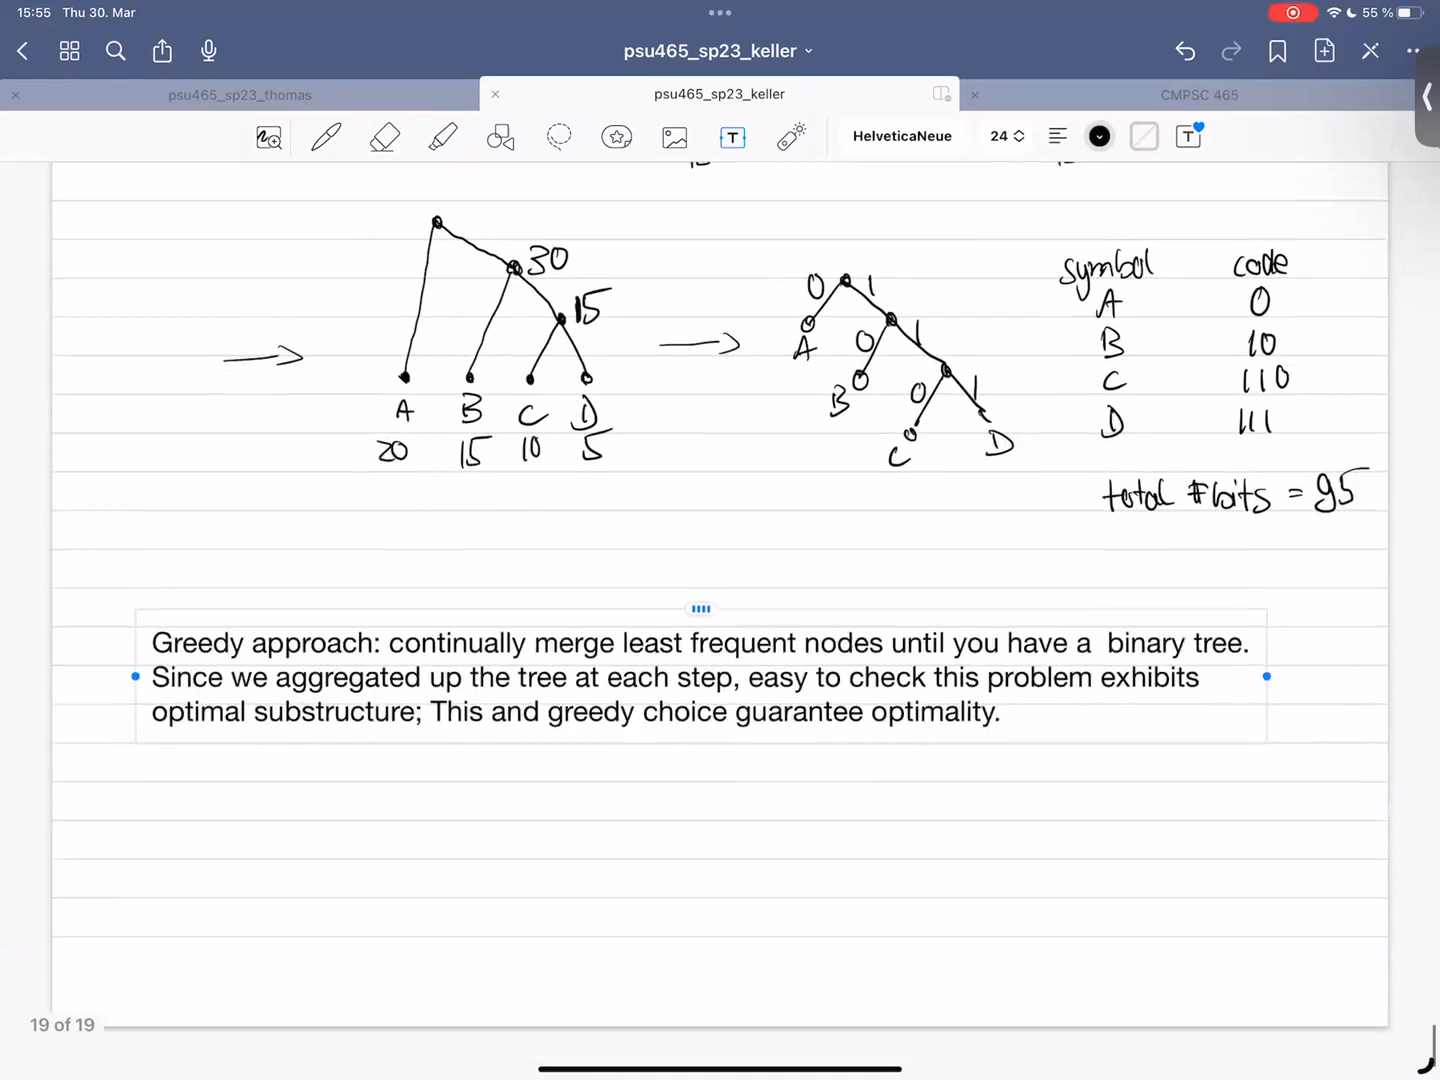 15:55 Thu 30. Mar
55 %
psu465_sp23_keller
psu465_sp23_thomas
psu465_sp23_keller
CMPSC 465
HelveticaNeue
24
T
T
30
15
A B C D
20 15 10 5
0 1
A 0 1
B 0 1
C D
symbol code
A 0
B 10
C 110
D 111
total #bits = 95
Greedy approach: continually merge least frequent nodes until you have a binary tree.
Since we aggregated up the tree at each step, easy to check this problem exhibits
optimal substructure; This and greedy choice guarantee optimality.
19 of 19